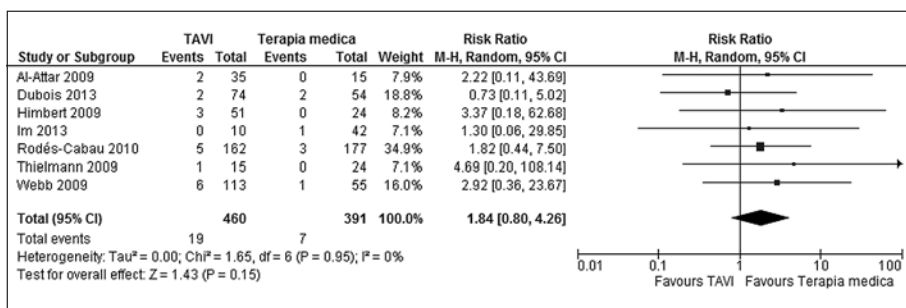 TAVI Terapia medica Risk Ratio Risk Ratio
Study or Subgroup Events Total Events Total Weight M-H, Random, 95% CI M-H, Random, 95% CI
Al-Attar 2009 2 35 0 15 7.9% 2.22 [0.11, 43.69]
Dubois 2013 2 74 2 54 18.8% 0.73 [0.11, 5.02]
Himbert 2009 3 51 0 24 8.2% 3.37 [0.18, 62.68]
Im 2013 0 10 1 42 7.1% 1.30 [0.06, 29.85]
Rodés-Cabau 2010 5 162 3 177 34.9% 1.82 [0.44, 7.50]
Thielmann 2009 1 15 0 24 7.2% 4.69 [0.20, 108.14]
Webb 2009 6 113 1 55 16.0% 2.92 [0.36, 23.67]
Total (95% CI) 460 391 100.0% 1.84 [0.80, 4.26]
Total events 19 7
Heterogeneity: Tau² = 0.00; Chi² = 1.65, df = 6 (P = 0.95); I² = 0%
Test for overall effect: Z = 1.43 (P = 0.15)
0.01 0.1 1 10 100
Favours TAVI Favours Terapia medica